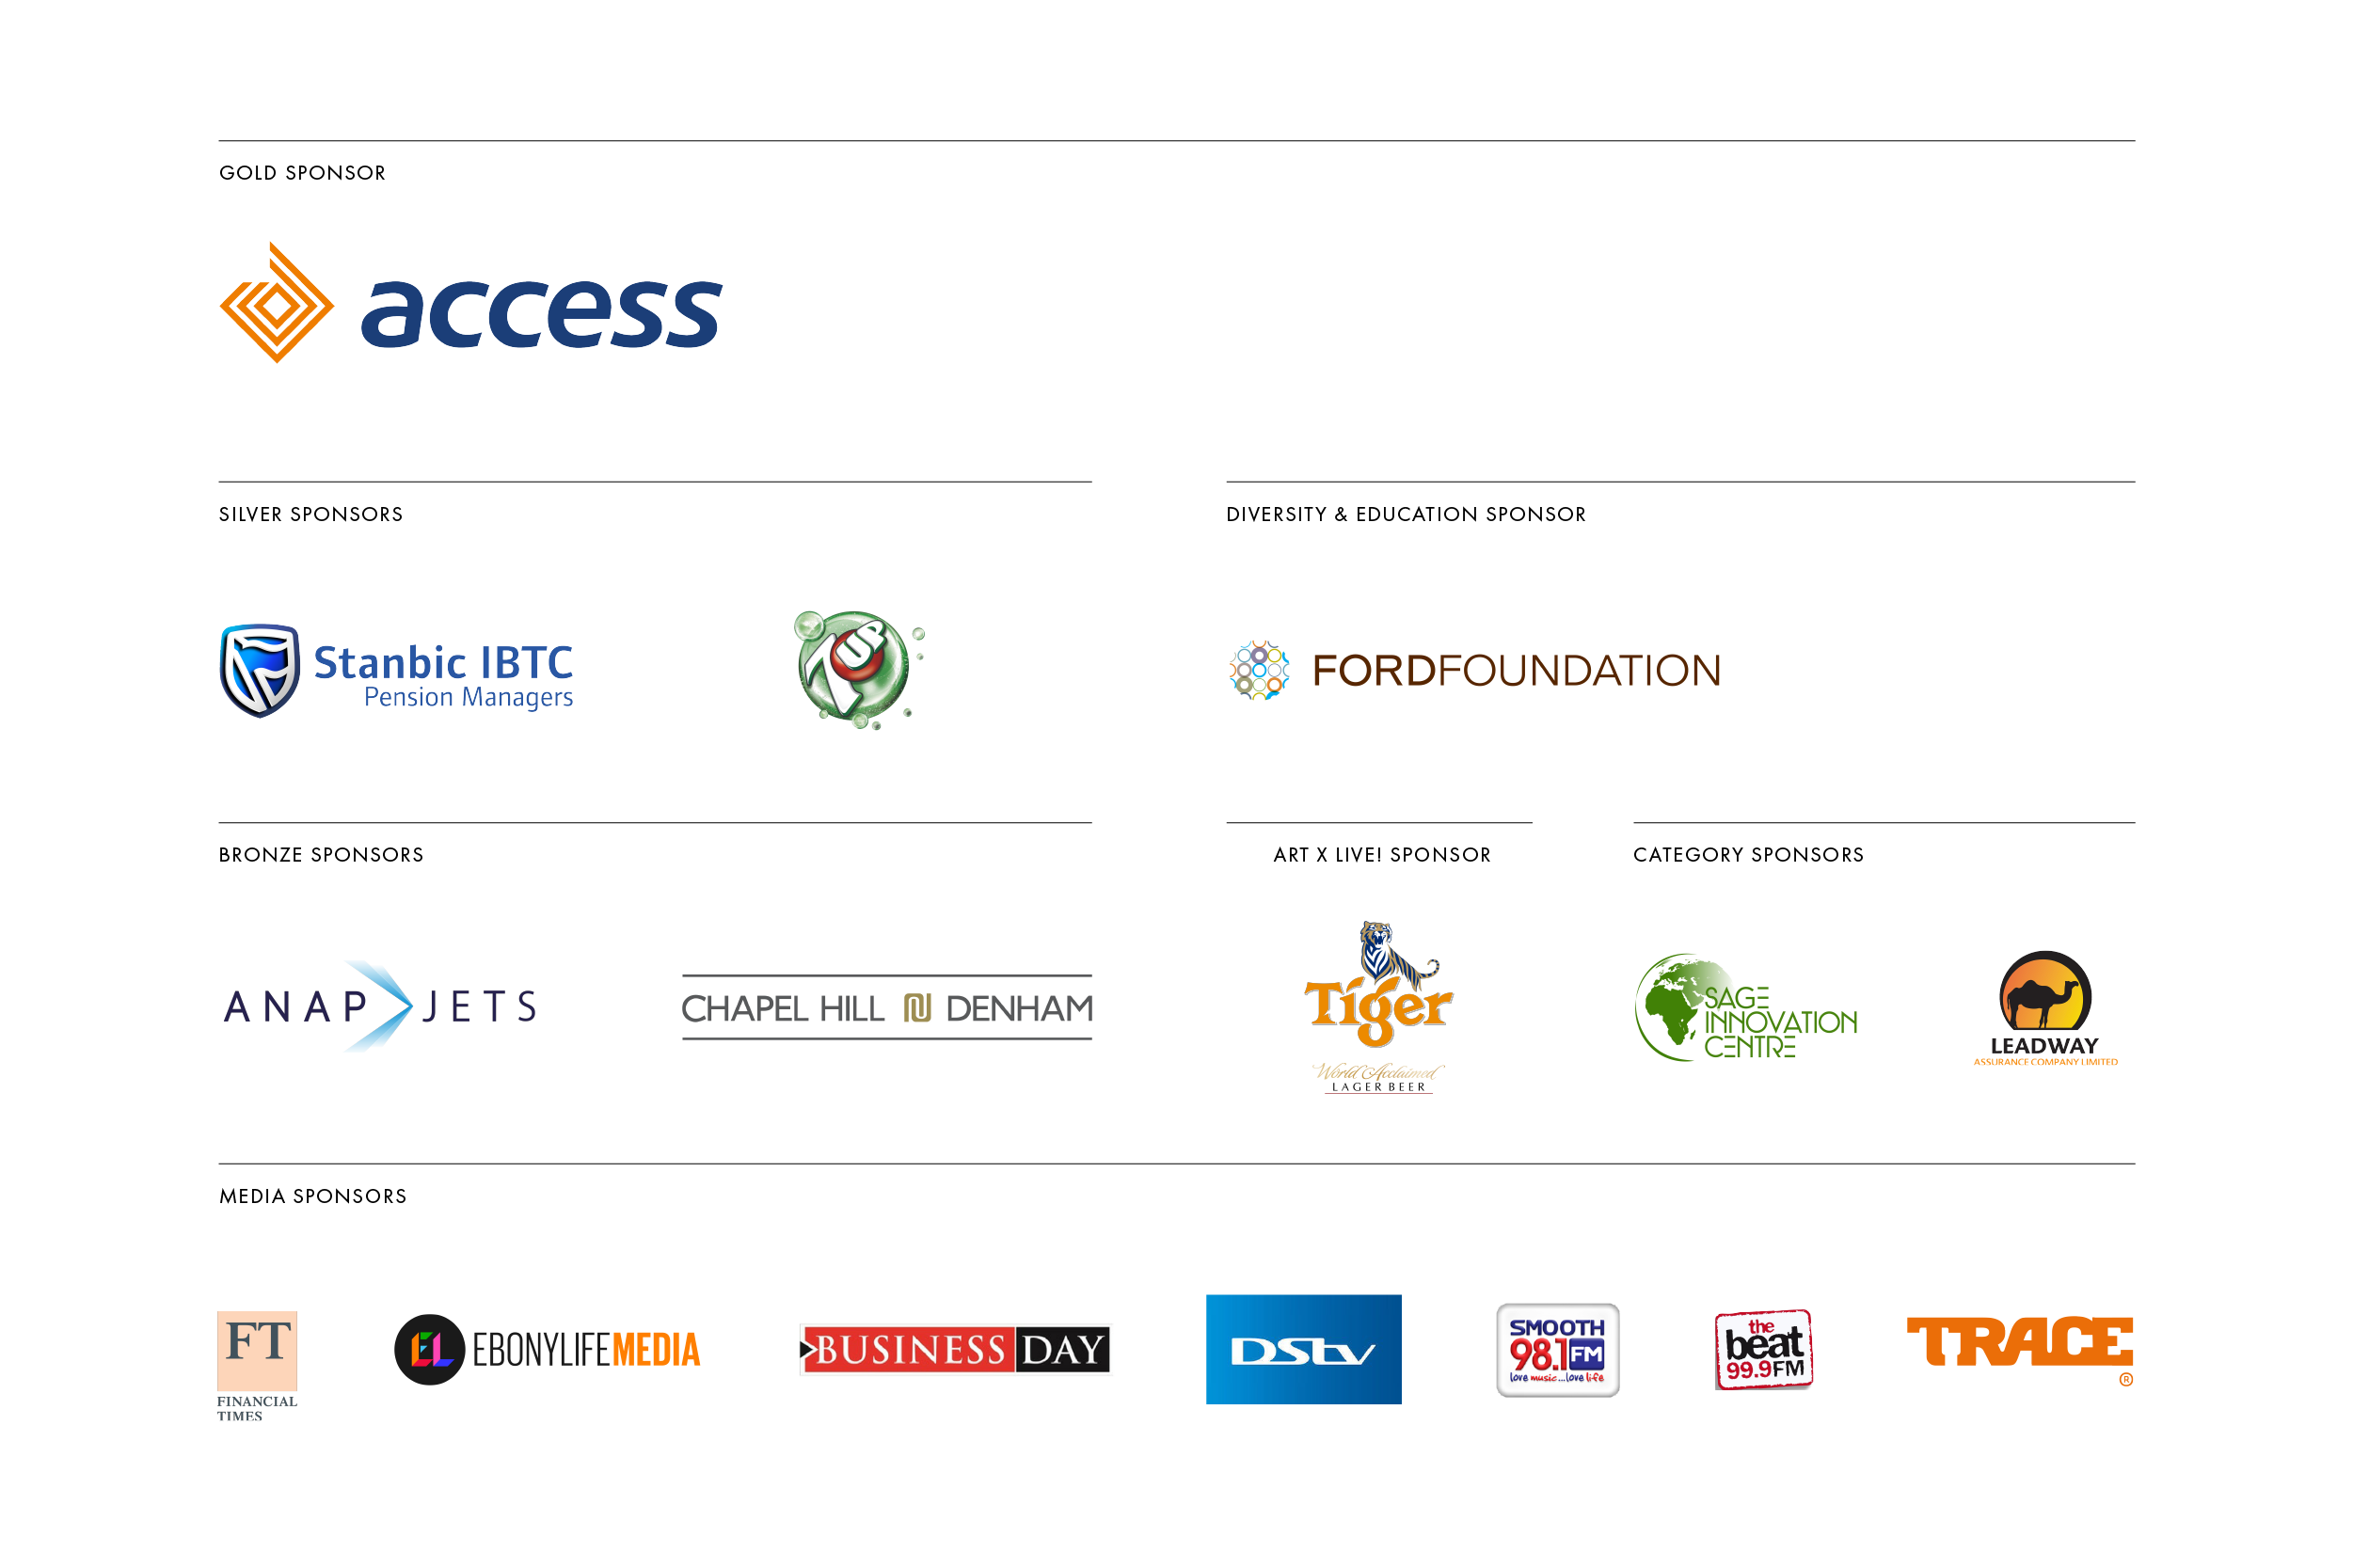 GOLD SPONSOR
access
SILVER SPONSORS
Stanbic IBTC
Pension Managers
7UP
DIVERSITY & EDUCATION SPONSOR
FORDFOUNDATION
BRONZE SPONSORS
ANAP JETS
CHAPEL HILL DENHAM
ART X LIVE! SPONSOR
Tiger
World Acclaimed
LAGER BEER
CATEGORY SPONSORS
SAGE
INNOVATION
CENTRE
LEADWAY
ASSURANCE COMPANY LIMITED
MEDIA SPONSORS
FT
FINANCIAL
TIMES
EL EBONYLIFEMEDIA
BUSINESS DAY
DStv
SMOOTH
98.1FM
love music...love life
the
beat
99.9FM
TRACE
®